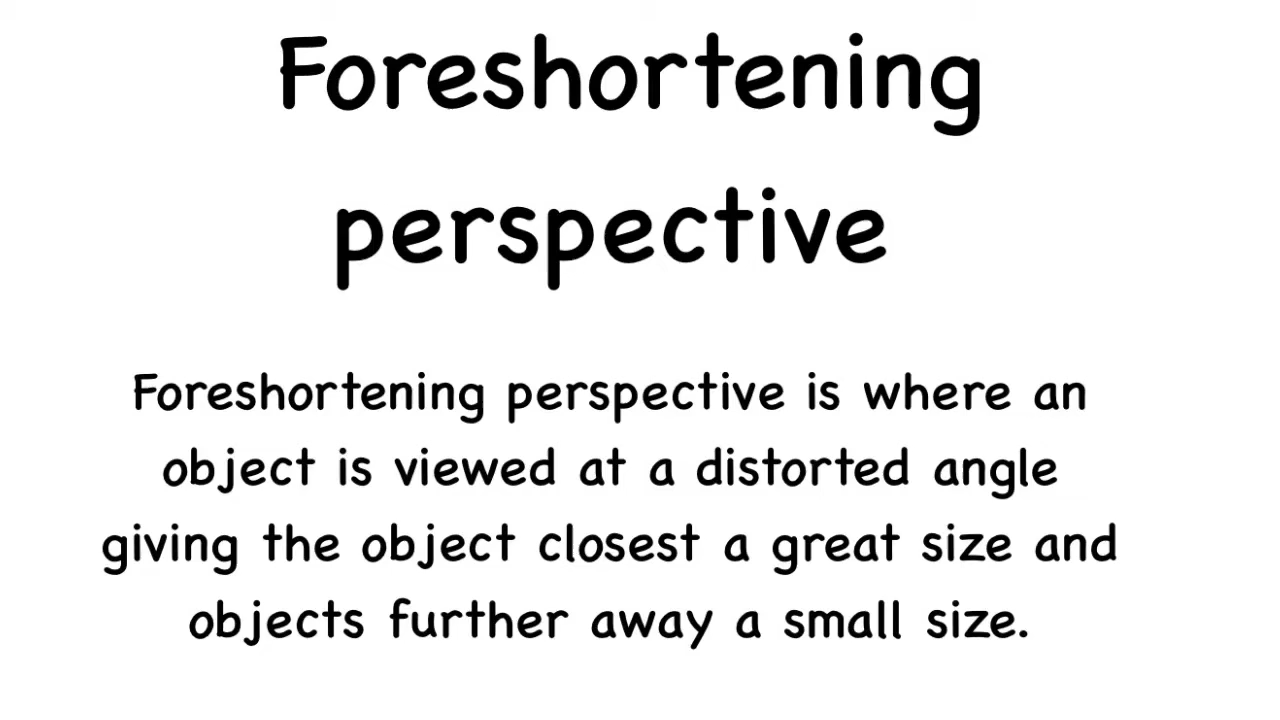 Foreshortening
perspective
Foreshortening perspective is where an
object is viewed at a distorted angle
giving the object closest a great size and
objects further away a small size.